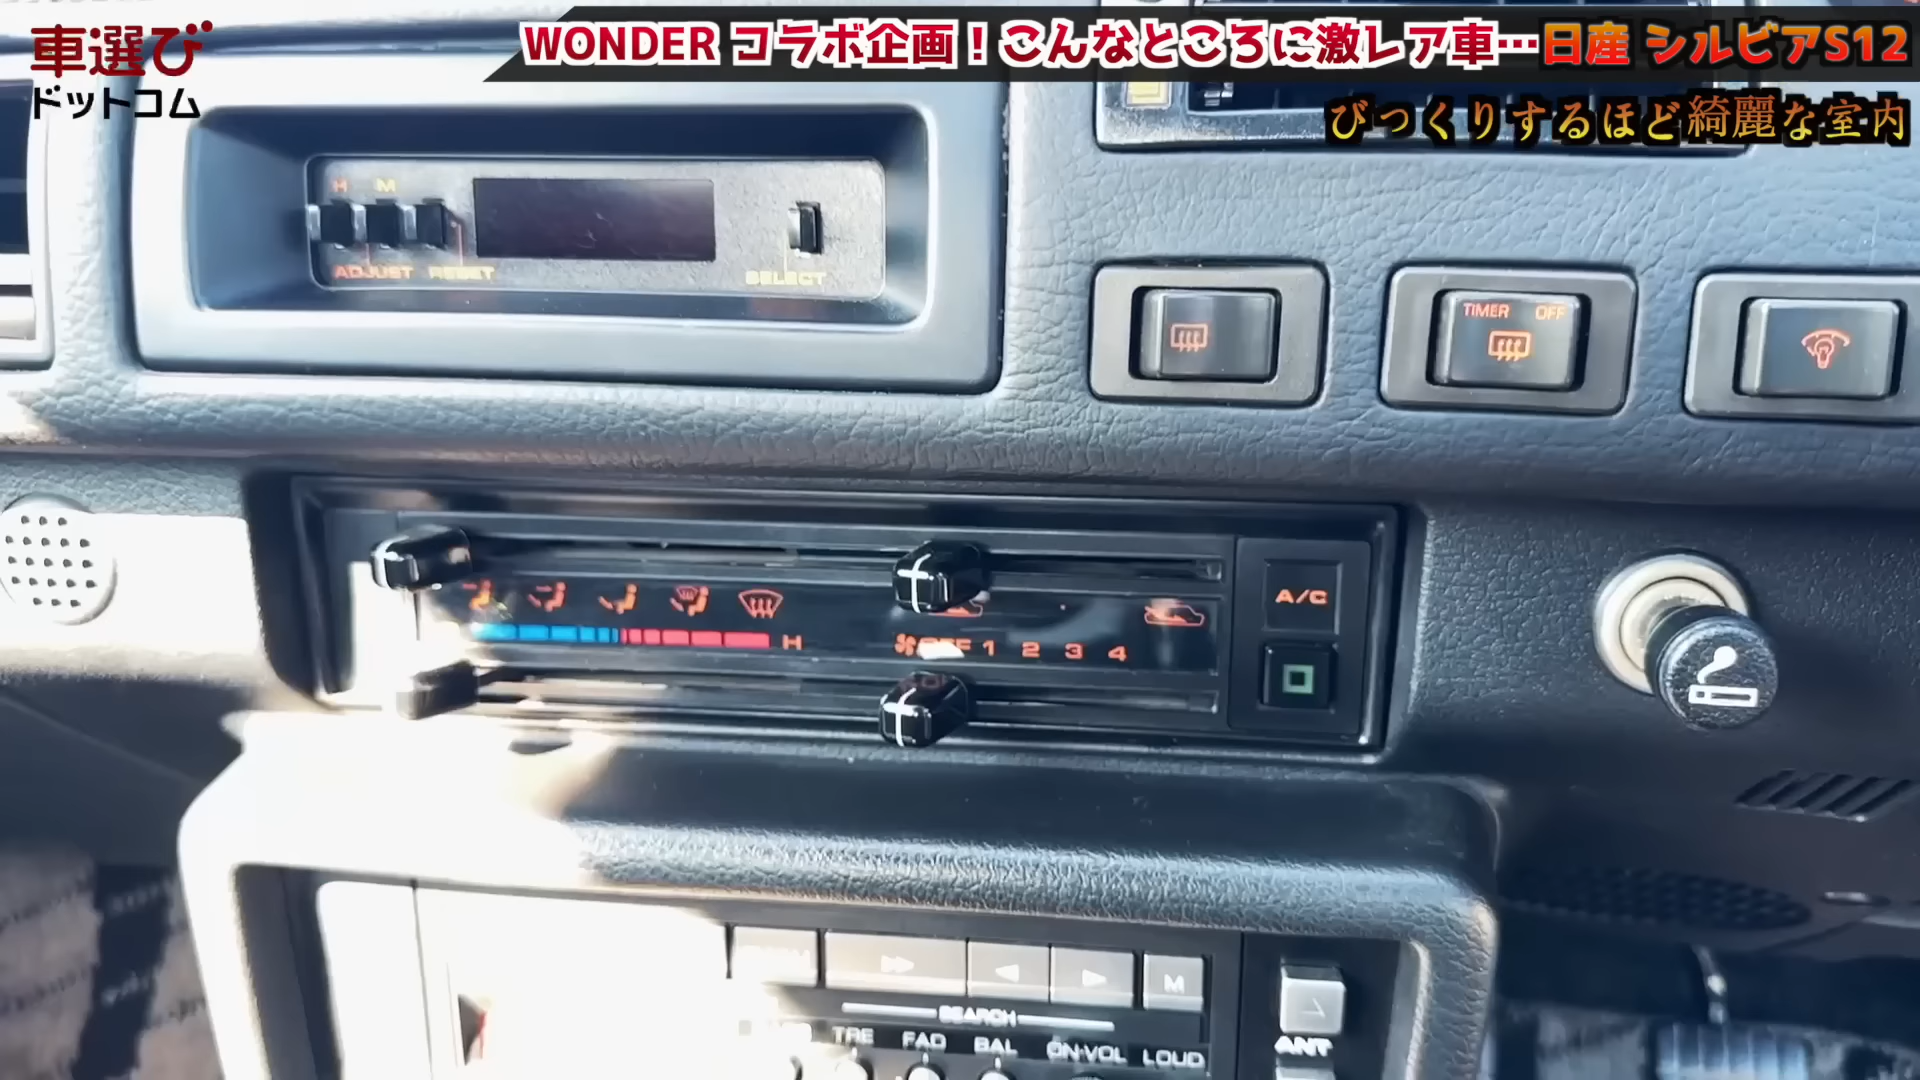 車選び
ドットコム
WONDER コラボ企画！こんなところに激レア車…日産 シルビアS12
びっくりするほど綺麗な室内
H M
ADJUST RESET
SELECT
TIMER OFF
A/C
H
OFF 1 2 3 4
M
SEARCH
TRE FAD BAL ON·VOL LOUD
ANT